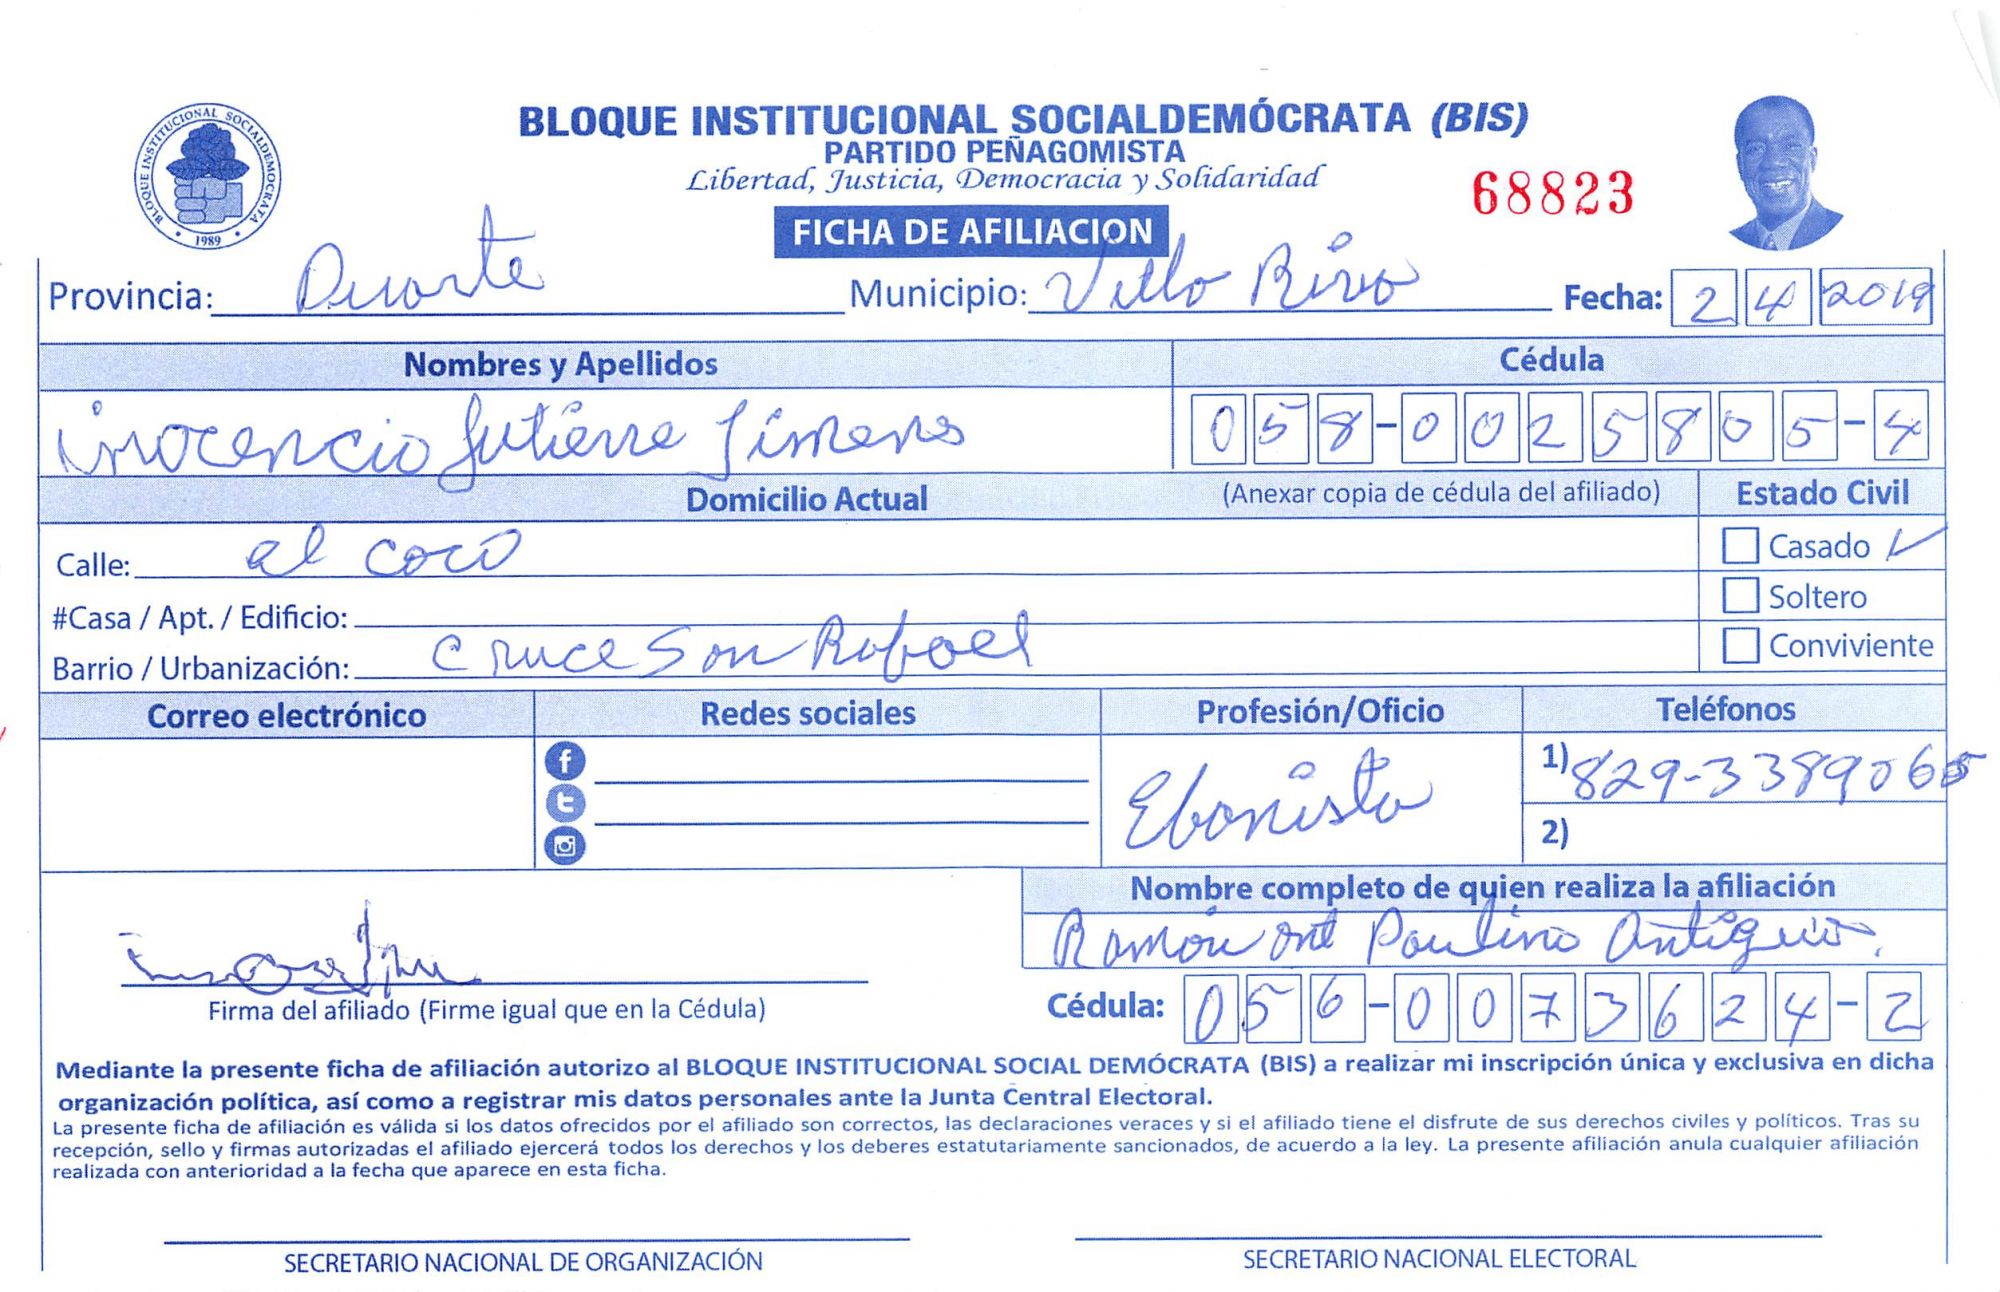 BLOQUE INSTITUCIONAL SOCIALDEMÓCRATA (BIS)
PARTIDO PEÑAGOMISTA
Libertad, Justicia, Democracia y Solidaridad
BLOQUE INSTITUCIONAL SOCIALDEMOCRATA
1989
68823
FICHA DE AFILIACION
Provincia: Duarte Municipio: Villa Riva Fecha: 2 4 2019
Nombres y Apellidos Cédula
inocencio Gutierre Jimenes 058-0025805-4
Domicilio Actual (Anexar copia de cédula del afiliado) Estado Civil
Calle: el coco Casado ✓
#Casa / Apt. / Edificio: Soltero
Barrio / Urbanización: Cruce San Rafael Conviviente
Correo electrónico Redes sociales Profesión/Oficio Teléfonos
Ebanista 1) 829-3389065
2)
Nombre completo de quien realiza la afiliación
Ramon Ant Paulino Antigua.
Firma del afiliado (Firme igual que en la Cédula) Cédula: 056-0073624-2
Mediante la presente ficha de afiliación autorizo al BLOQUE INSTITUCIONAL SOCIAL DEMÓCRATA (BIS) a realizar mi inscripción única y exclusiva en dicha
organización política, así como a registrar mis datos personales ante la Junta Central Electoral.
La presente ficha de afiliación es válida si los datos ofrecidos por el afiliado son correctos, las declaraciones veraces y si el afiliado tiene el disfrute de sus derechos civiles y políticos. Tras su
recepción, sello y firmas autorizadas el afiliado ejercerá todos los derechos y los deberes estatutariamente sancionados, de acuerdo a la ley. La presente afiliación anula cualquier afiliación
realizada con anterioridad a la fecha que aparece en esta ficha.
SECRETARIO NACIONAL DE ORGANIZACIÓN SECRETARIO NACIONAL ELECTORAL